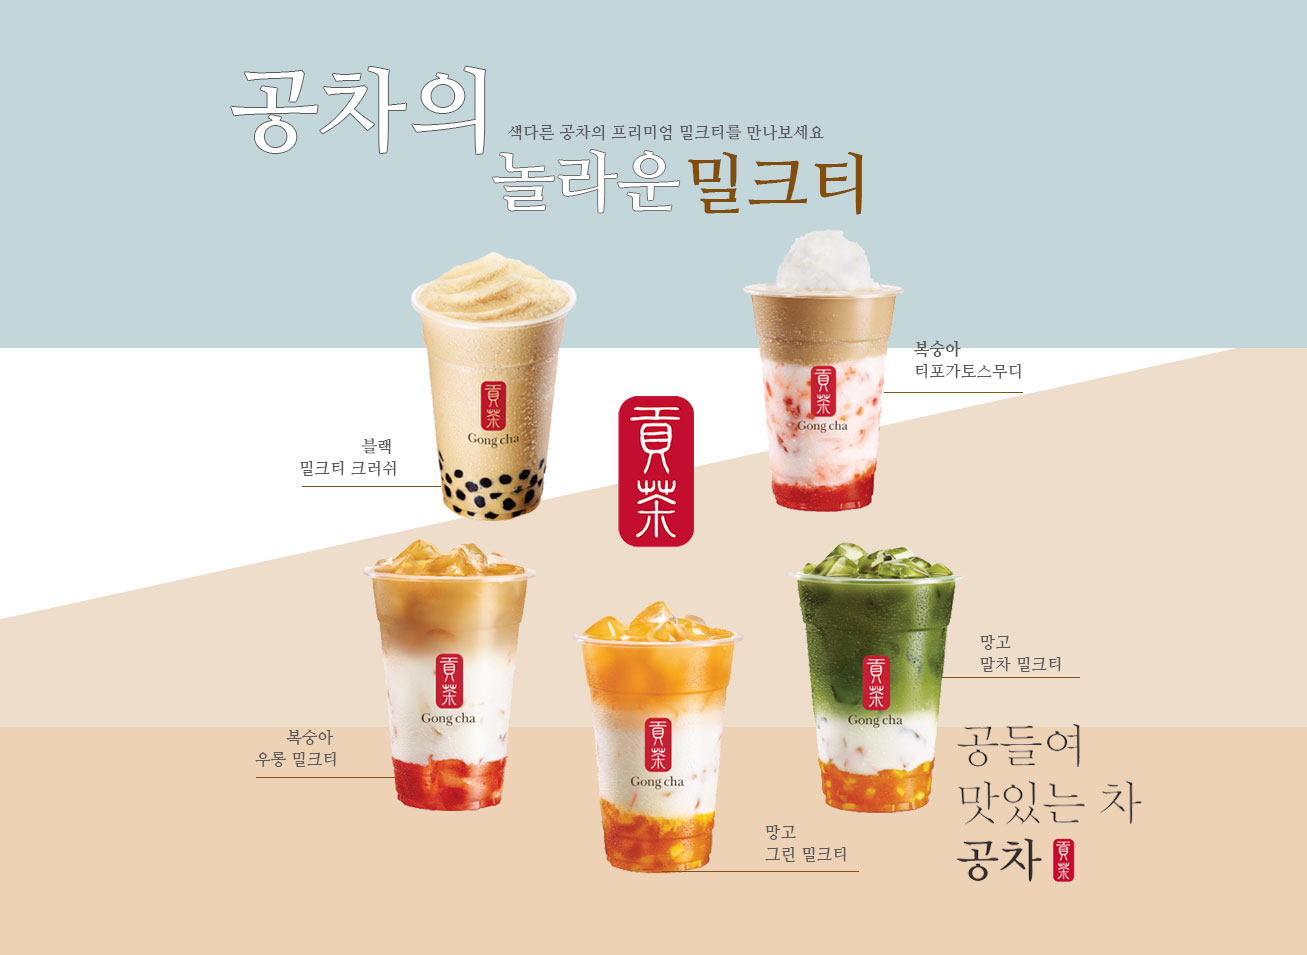 공차의
색다른 공차의 프리미엄 밀크티를 만나보세요
놀라운 밀크티
복숭아
티포가토스무디
貢茶
Gong cha
貢茶
Gong cha
블랙
밀크티 크러쉬
貢茶
貢茶
Gong cha
貢茶
Gong cha
貢茶
Gong cha
망고
말차 밀크티
복숭아
우롱 밀크티
망고
그린 밀크티
공들여
맛있는 차
공차 貢茶